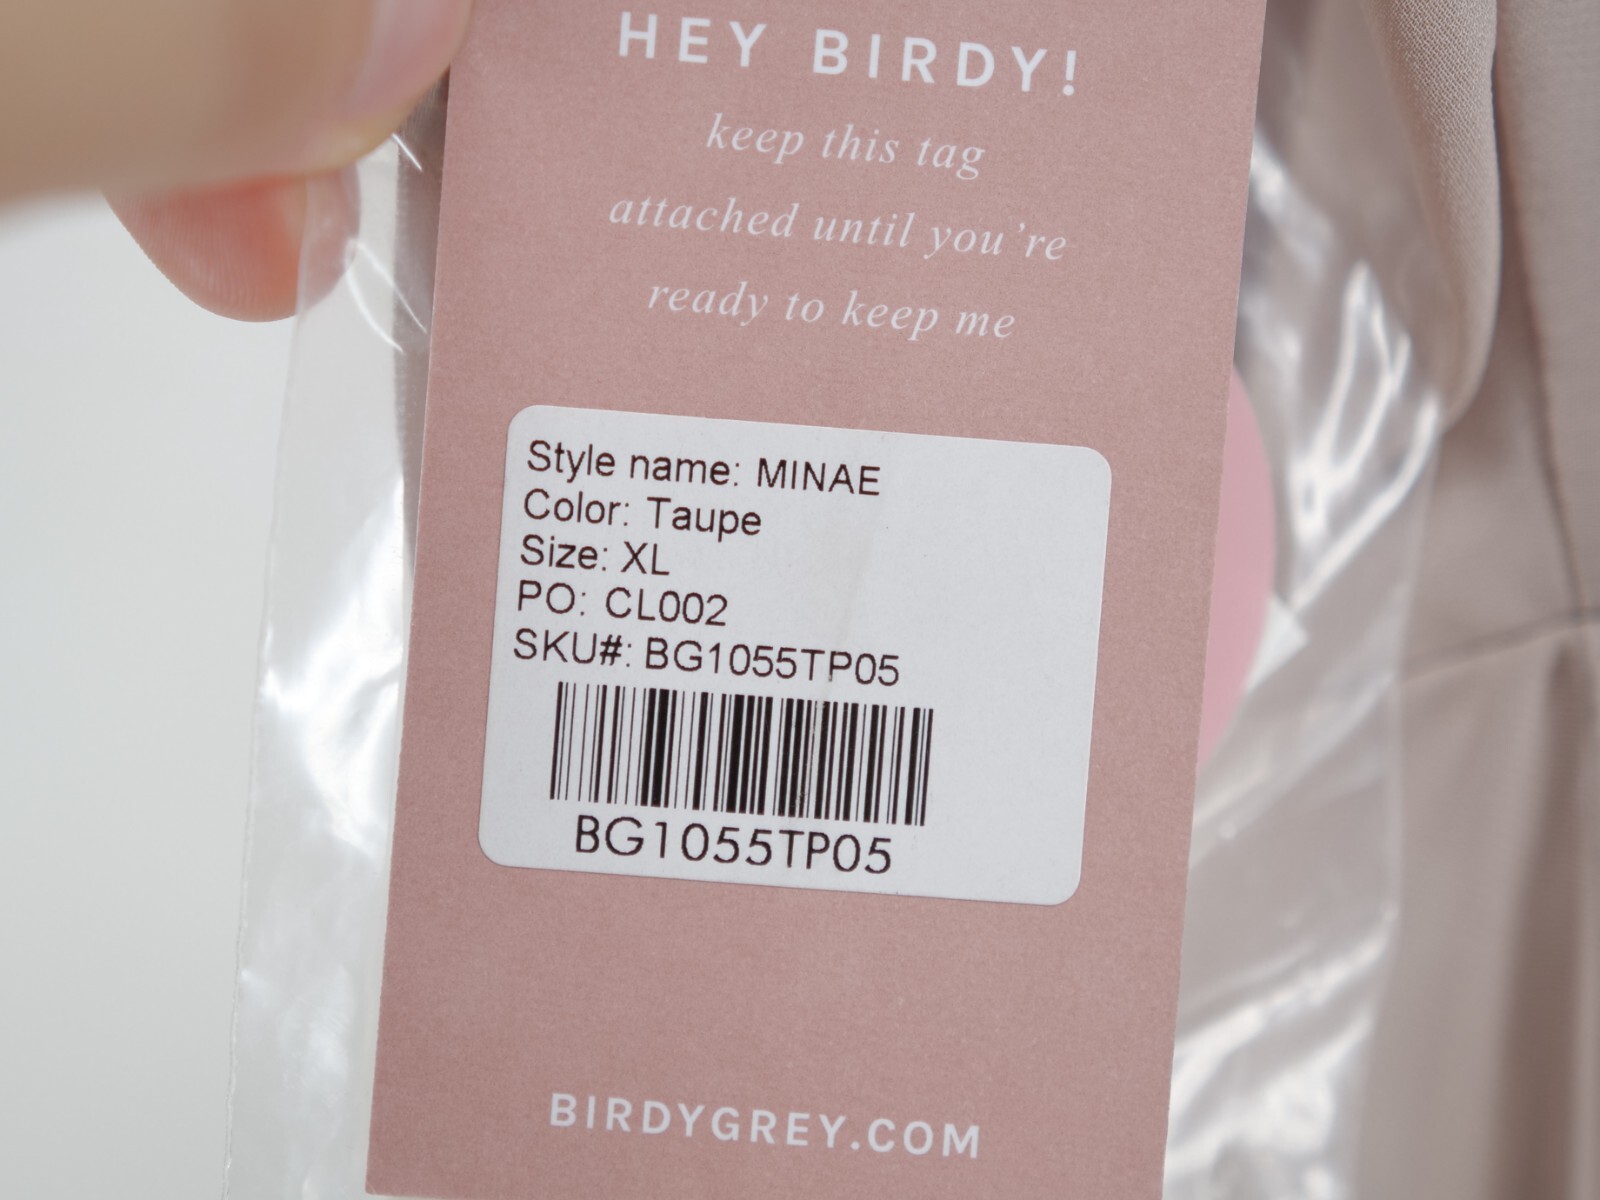 HEY BIRDY!
keep this tag
attached until you're
ready to keep me
Style name: MINAE
Color: Taupe
Size: XL
PO: CL002
SKU#: BG1055TP05
BG1055TP05
BIRDYGREY.COM